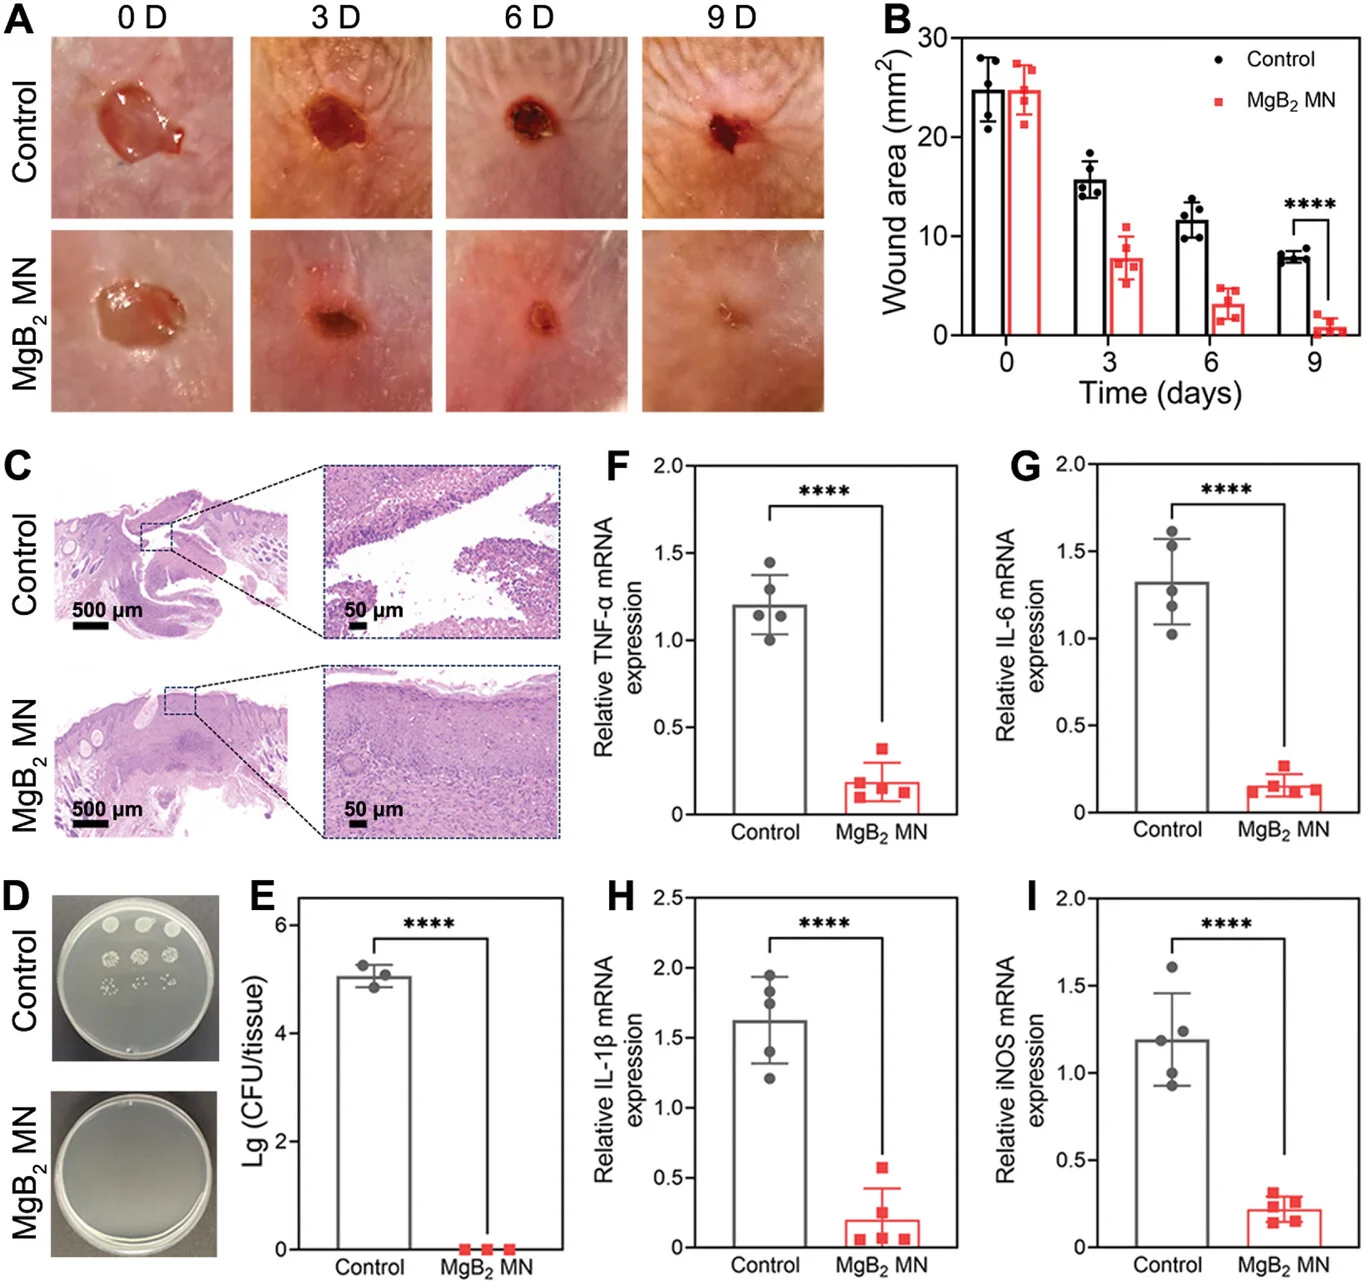 A
0 D
3 D
6 D
9 D
Control
MgB₂ MN
B
Wound area (mm²)
30
20
10
0
Control
MgB₂ MN
****
0
3
6
9
Time (days)
C
Control
500 µm
50 µm
MgB₂ MN
500 µm
50 µm
D
Control
MgB₂ MN
E
Lg (CFU/tissue)
6
4
2
0
****
Control
MgB₂ MN
F
Relative TNF-α mRNA
expression
2.0
1.5
1.0
0.5
0
****
Control
MgB₂ MN
G
Relative IL-6 mRNA
expression
2.0
1.5
1.0
0.5
0
****
Control
MgB₂ MN
H
Relative IL-1β mRNA
expression
2.5
2.0
1.5
1.0
0.5
0
****
Control
MgB₂ MN
I
Relative iNOS mRNA
expression
2.0
1.5
1.0
0.5
0
****
Control
MgB₂ MN